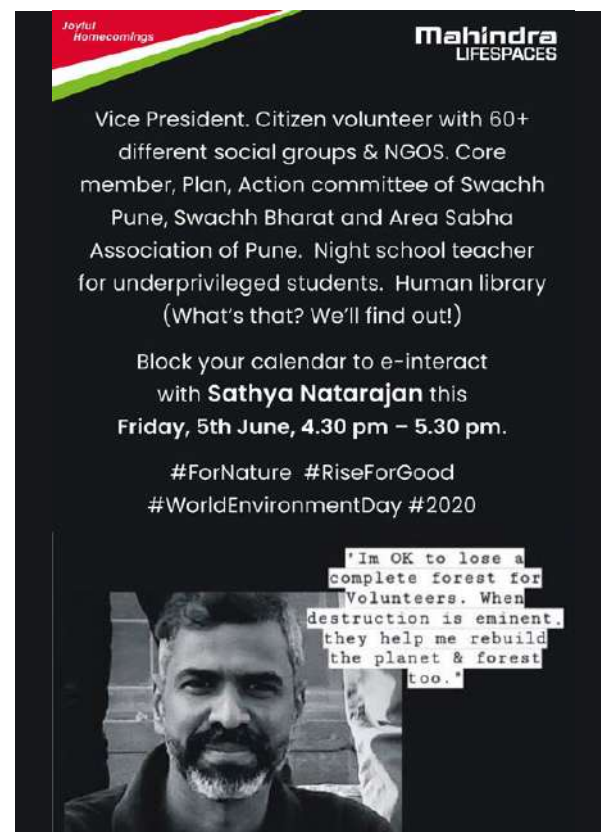 Joyful
Homecomings
Mahindra
LIFESPACES
Vice President. Citizen volunteer with 60+
different social groups & NGOS. Core
member, Plan, Action committee of Swachh
Pune, Swachh Bharat and Area Sabha
Association of Pune. Night school teacher
for underprivileged students. Human library
(What's that? We'll find out!)
Block your calendar to e-interact
with Sathya Natarajan this
Friday, 5th June, 4.30 pm – 5.30 pm.
#ForNature #RiseForGood
#WorldEnvironmentDay #2020
'Im OK to lose a
complete forest for
Volunteers. When
destruction is eminent.
they help me rebuild
the planet & forest
too."